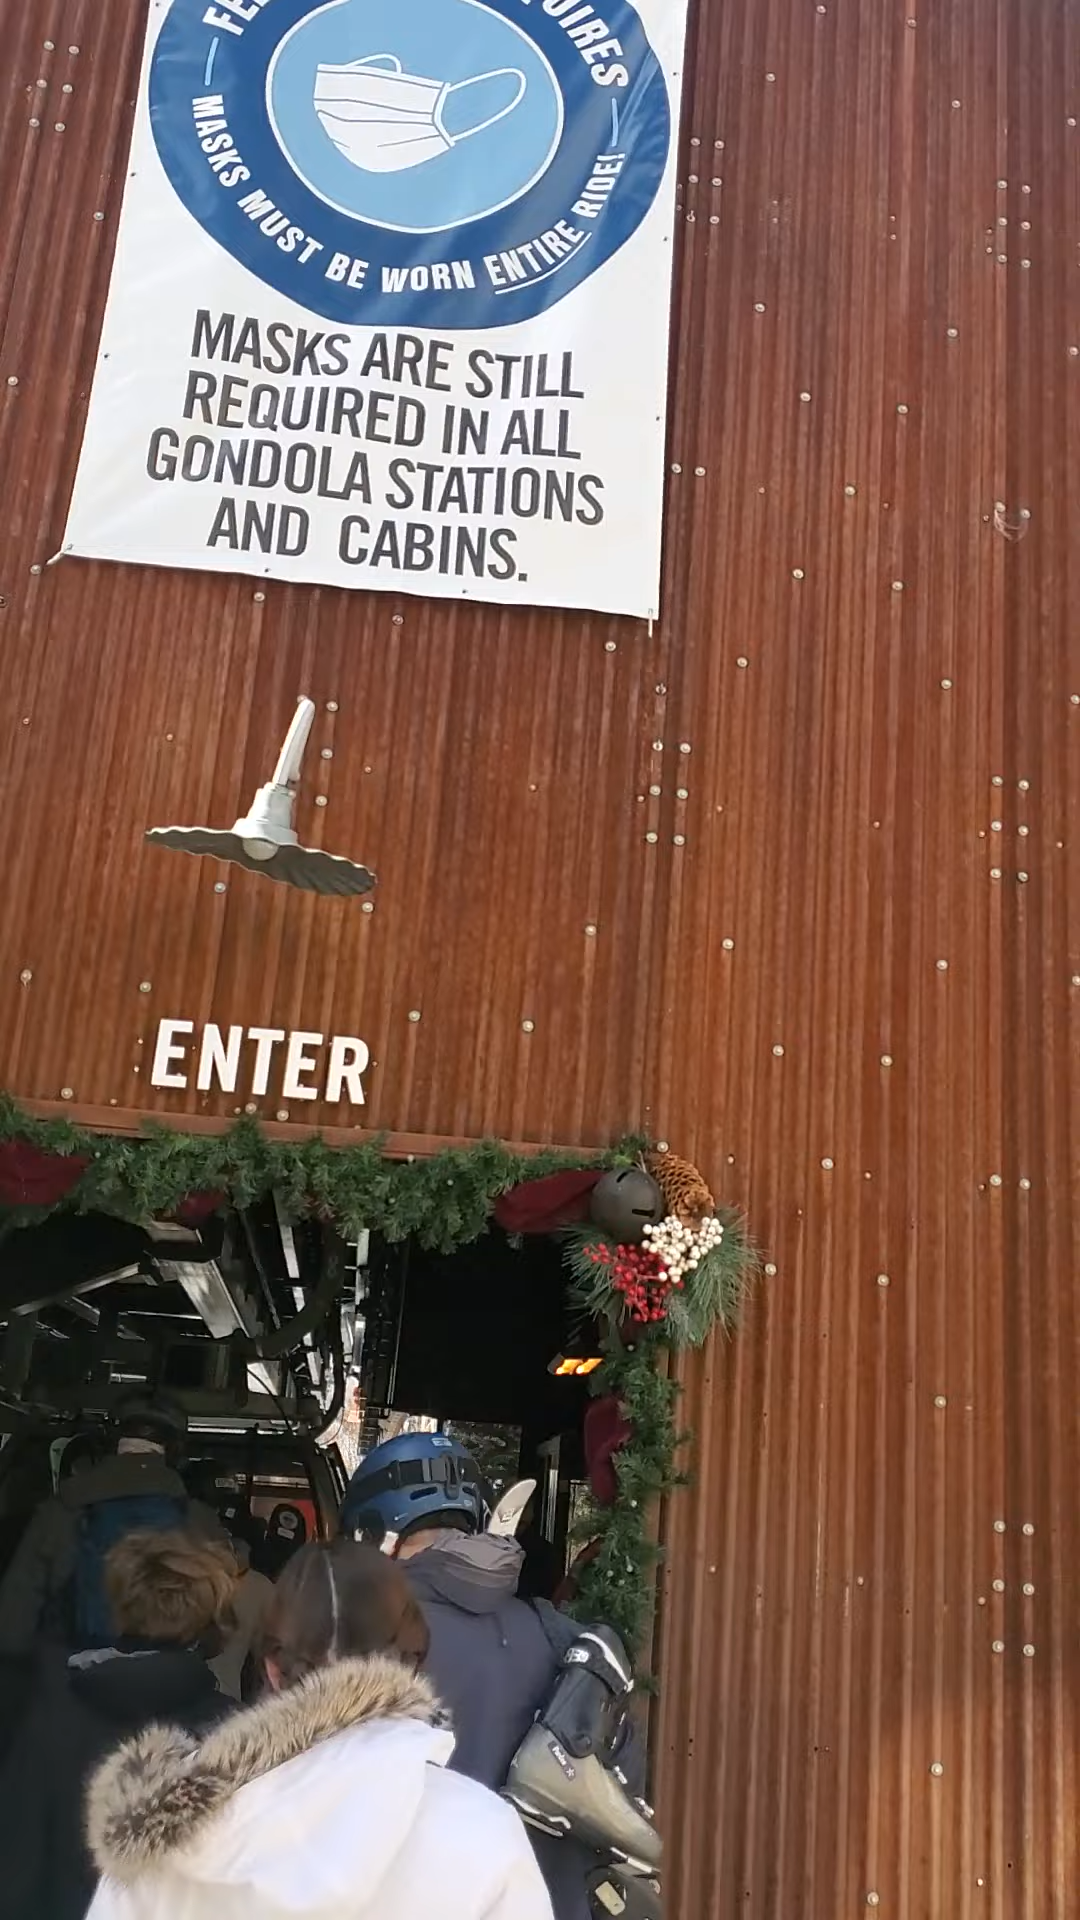 MASKS MUST BE WORN ENTIRE RIDE!
MASKS ARE STILL
REQUIRED IN ALL
GONDOLA STATIONS
AND CABINS.
ENTER